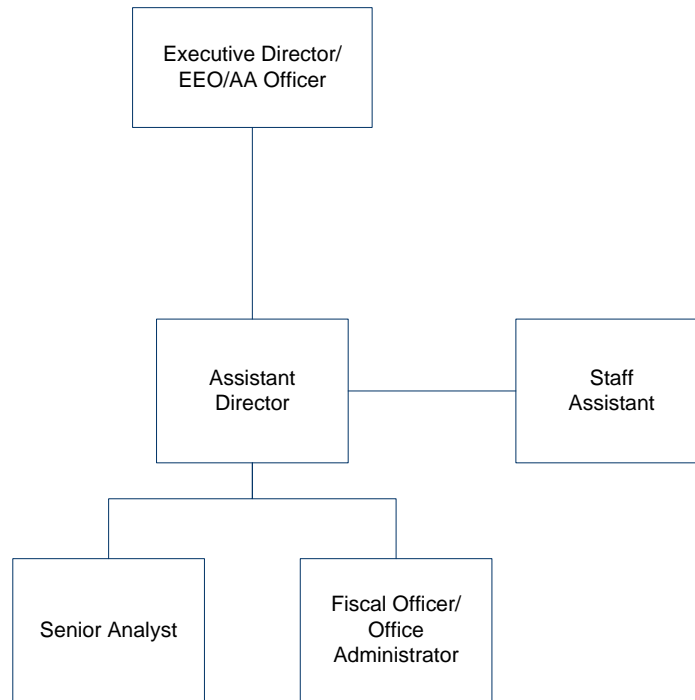 Executive Director/
EEO/AA Officer
Assistant
Director
Staff
Assistant
Senior Analyst
Fiscal Officer/
Office
Administrator